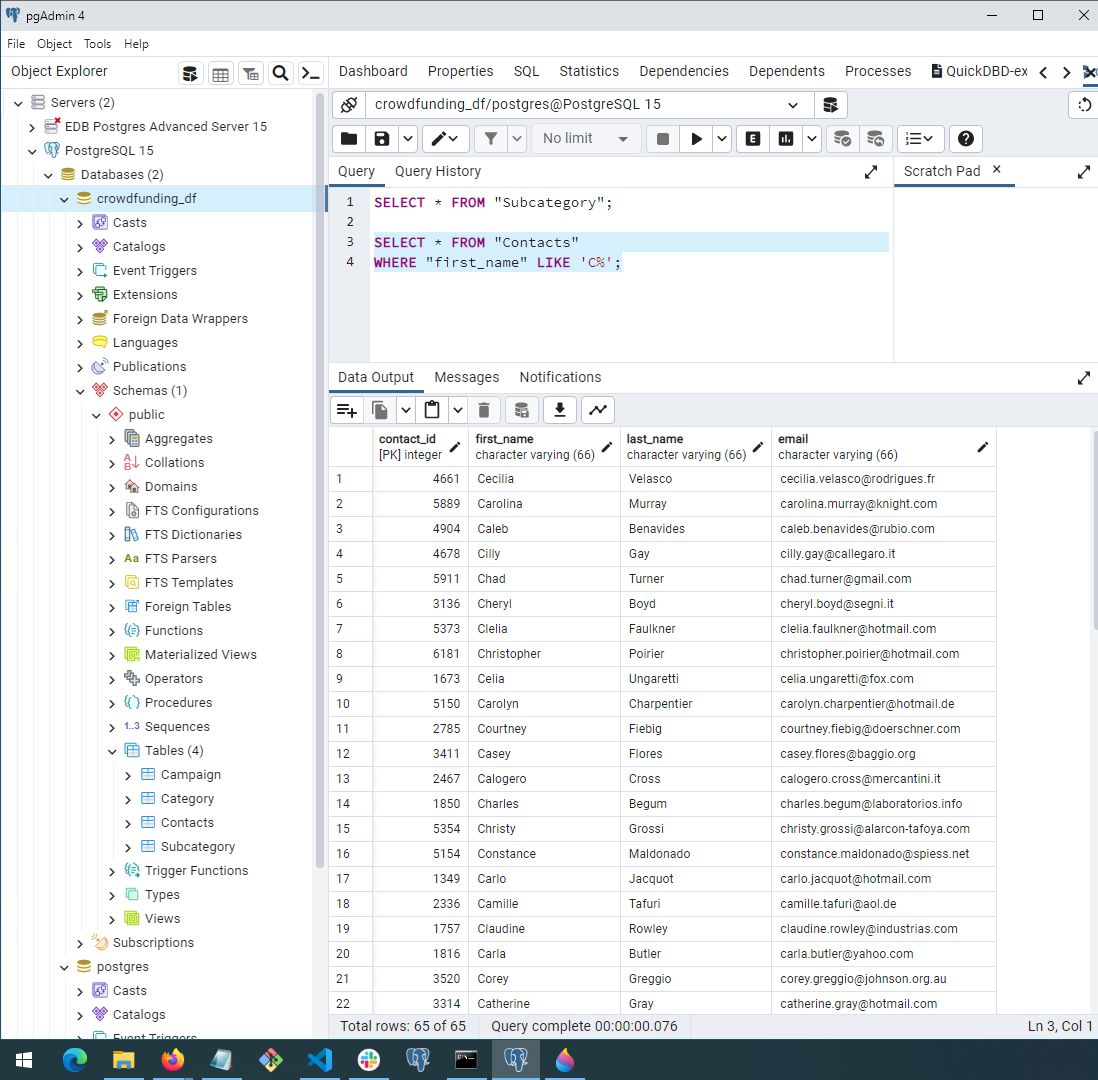 pgAdmin 4
File Object Tools Help
Object Explorer
Dashboard Properties SQL Statistics Dependencies Dependents Processes QuickDBD-ex
Servers (2)
EDB Postgres Advanced Server 15
PostgreSQL 15
Databases (2)
crowdfunding_df
Casts
Catalogs
Event Triggers
Extensions
Foreign Data Wrappers
Languages
Publications
Schemas (1)
public
Aggregates
Collations
Domains
FTS Configurations
FTS Dictionaries
Aa FTS Parsers
FTS Templates
Foreign Tables
Functions
Materialized Views
Operators
Procedures
1..3 Sequences
Tables (4)
Campaign
Category
Contacts
Subcategory
Trigger Functions
Types
Views
Subscriptions
postgres
Casts
Catalogs
Event Triggers
crowdfunding_df/postgres@PostgreSQL 15
No limit
E
Query Query History
Scratch Pad
1 SELECT * FROM "Subcategory";
2
3 SELECT * FROM "Contacts"
4 WHERE "first_name" LIKE 'C%';
Data Output Messages Notifications
contact_id first_name last_name email
[PK] integer character varying (66) character varying (66) character varying (66)
1 4661 Cecilia Velasco cecilia.velasco@rodrigues.fr
2 5889 Carolina Murray carolina.murray@knight.com
3 4904 Caleb Benavides caleb.benavides@rubio.com
4 4678 Cilly Gay cilly.gay@callegaro.it
5 5911 Chad Turner chad.turner@gmail.com
6 3136 Cheryl Boyd cheryl.boyd@segni.it
7 5373 Clelia Faulkner clelia.faulkner@hotmail.com
8 6181 Christopher Poirier christopher.poirier@hotmail.com
9 1673 Celia Ungaretti celia.ungaretti@fox.com
10 5150 Carolyn Charpentier carolyn.charpentier@hotmail.de
11 2785 Courtney Fiebig courtney.fiebig@doerschner.com
12 3411 Casey Flores casey.flores@baggio.org
13 2467 Calogero Cross calogero.cross@mercantini.it
14 1850 Charles Begum charles.begum@laboratorios.info
15 5354 Christy Grossi christy.grossi@alarcon-tafoya.com
16 5154 Constance Maldonado constance.maldonado@spiess.net
17 1349 Carlo Jacquot carlo.jacquot@hotmail.com
18 2336 Camille Tafuri camille.tafuri@aol.de
19 1757 Claudine Rowley claudine.rowley@industrias.com
20 1816 Carla Butler carla.butler@yahoo.com
21 3520 Corey Greggio corey.greggio@johnson.org.au
22 3314 Catherine Gray catherine.gray@hotmail.com
Total rows: 65 of 65 Query complete 00:00:00.076 Ln 3, Col 1